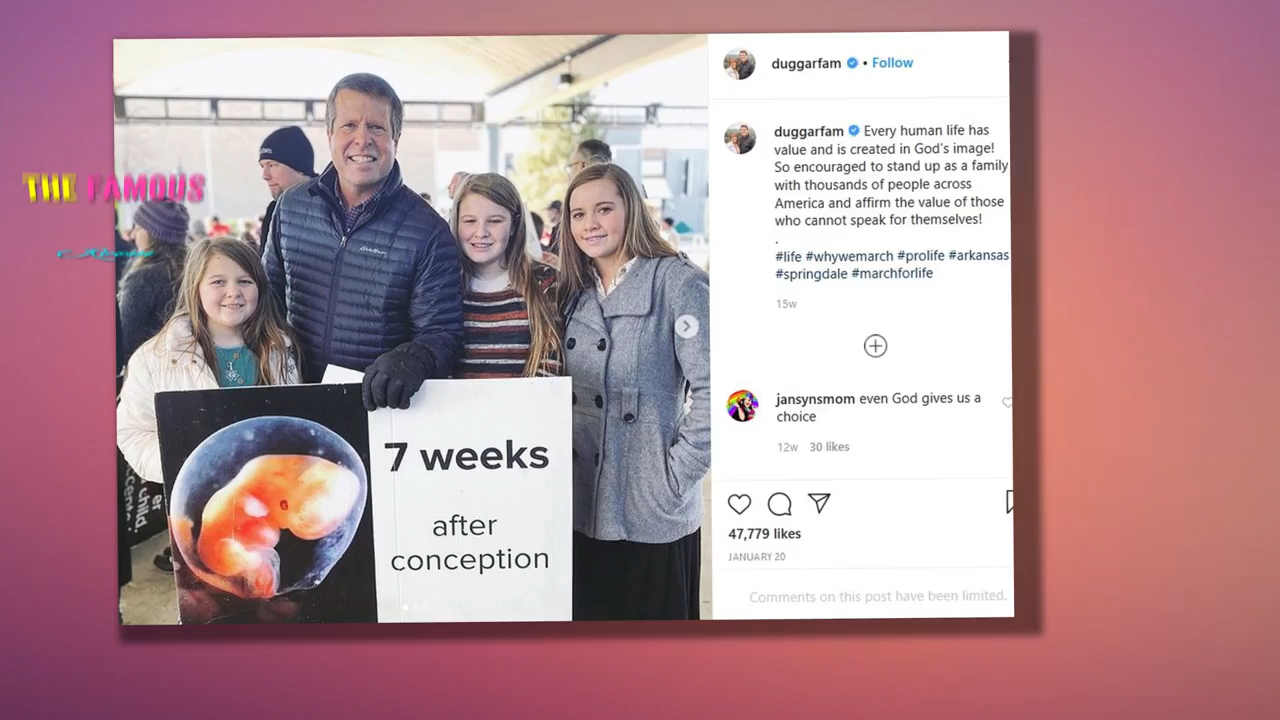 THE FAMOUS
duggarfam • Follow
duggarfam Every human life has
value and is created in God's image!
So encouraged to stand up as a family
with thousands of people across
America and affirm the value of those
who cannot speak for themselves!
.
#life #whywemarch #prolife #arkansas
#springdale #marchforlife
15w
jansynsmom even God gives us a
choice
12w 30 likes
47,779 likes
JANUARY 20
Comments on this post have been limited.
7 weeks
after
conception
child.